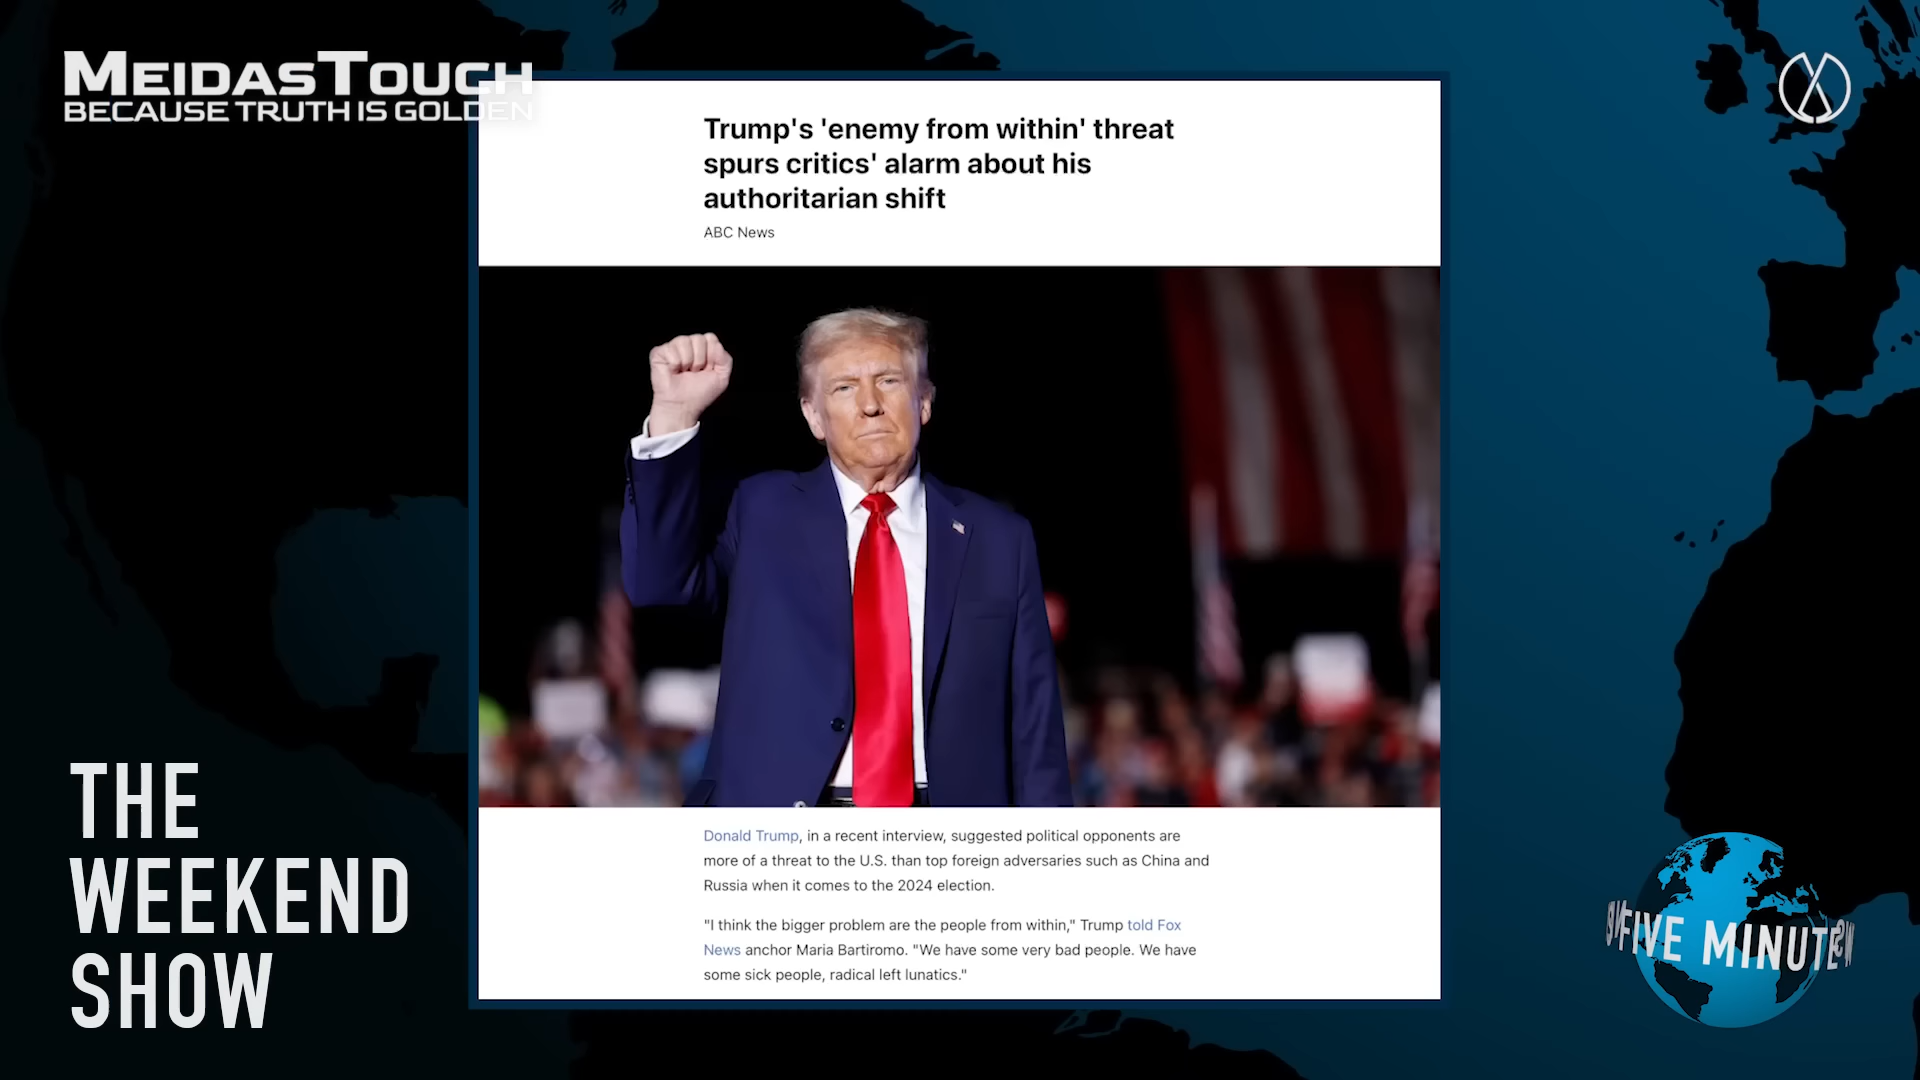 MEIDASTOUCH
BECAUSE TRUTH IS GOLDEN
Trump's 'enemy from within' threat
spurs critics' alarm about his
authoritarian shift
ABC News
Donald Trump, in a recent interview, suggested political opponents are
more of a threat to the U.S. than top foreign adversaries such as China and
Russia when it comes to the 2024 election.
"I think the bigger problem are the people from within," Trump told Fox
News anchor Maria Bartiromo. "We have some very bad people. We have
some sick people, radical left lunatics."
THE
WEEKEND
SHOW
FIVE MINUTE